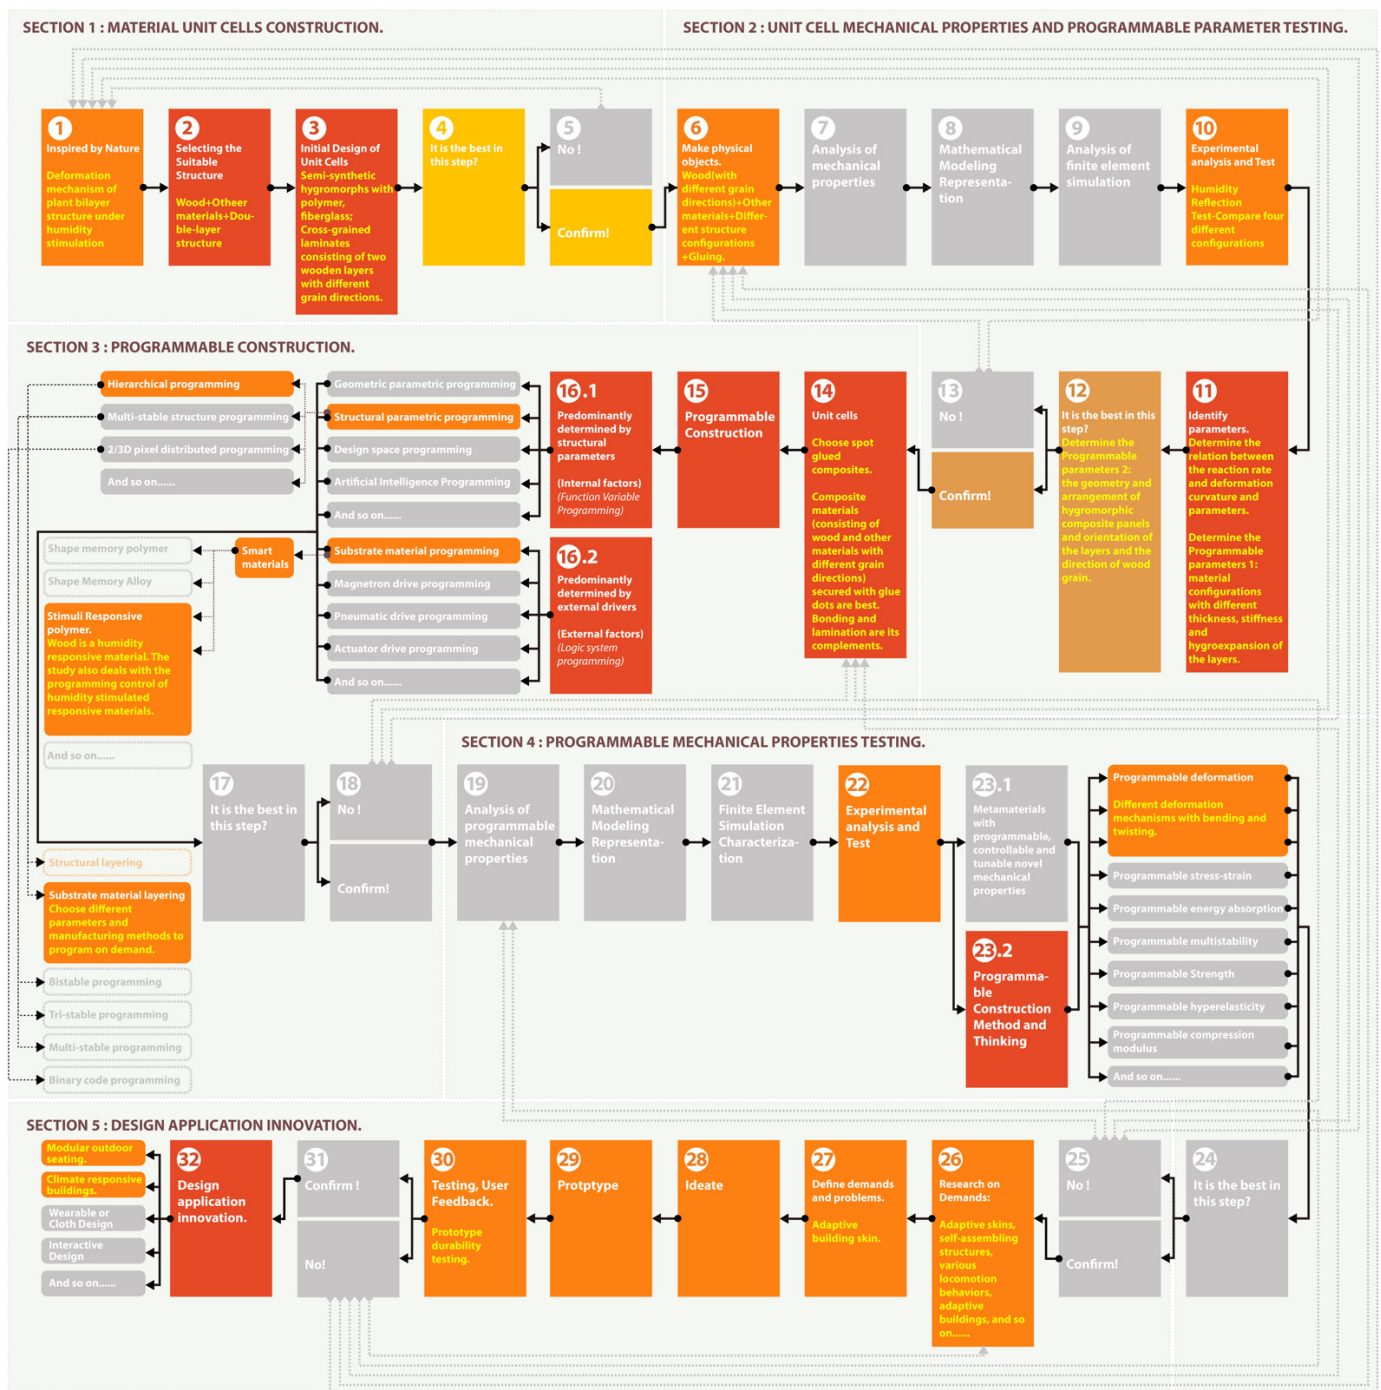 SECTION 1 : MATERIAL UNIT CELLS CONSTRUCTION.
SECTION 2 : UNIT CELL MECHANICAL PROPERTIES AND PROGRAMMABLE PARAMETER TESTING.
1
Inspired by Nature
Deformation
mechanism of
plant bilayer
structure under
humidity
stimulation
2
Selecting the
Suitable
Structure
Wood+Otheer
materials+Dou-
ble-layer
structure
3
Initial Design of
Unit Cells
Semi-synthetic
hygromorphs with
polymer,
fiberglass;
Cross-grained
laminates
consisting of two
wooden layers
with different
grain directions.
4
It is the best in
this step?
5
No !
Confirm!
6
Make physical
objects.
Wood(with
different grain
directions)+Other
materials+Differ-
ent structure
configurations
+Gluing.
7
Analysis of
mechanical
properties
8
Mathematical
Modeling
Representa-
tion
9
Analysis of
finite element
simulation
10
Experimental
analysis and Test
Humidity
Reflection
Test-Compare four
different
configurations
SECTION 3 : PROGRAMMABLE CONSTRUCTION.
Hierarchical programming
Multi-stable structure programming
2/3D pixel distributed programming
And so on......
Geometric parametric programming
Structural parametric programming
Design space programming
Artificial Intelligence Programming
And so on......
16.1
Predominantly
determined by
structural
parameters
(Internal factors)
(Function Variable
Programming)
15
Programmable
Construction
14
Unit cells
Choose spot
glued
composites.
Composite
materials
(consisting of
wood and other
materials with
different grain
directions)
secured with glue
dots are best.
Bonding and
lamination are its
complements.
13
No !
Confirm!
12
It is the best in this
step?
Determine the
Programmable
parameters 2:
the geometry and
arrangement of
hygromorphic
composite panels
and orientation of
the layers and the
direction of wood
grain.
11
Identify
parameters.
Determine the
relation between
the reaction rate
and deformation
curvature and
parameters.
Determine the
Programmable
parameters 1:
material
configurations
with different
thickness, stiffness
and
hygroexpansion of
the layers.
Shape memory polymer
Shape Memory Alloy
Stimuli Responsive
polymer.
Wood is a humidity
responsive material. The
study also deals with the
programming control of
humidity stimulated
responsive materials.
And so on......
Smart
materials
Substrate material programming
Magnetron drive programming
Pneumatic drive programming
Actuator drive programming
And so on......
16.2
Predominantly
determined by
external drivers
(External factors)
(Logic system
programming)
SECTION 4 : PROGRAMMABLE MECHANICAL PROPERTIES TESTING.
17
It is the best in
this step?
18
No !
Confirm!
19
Analysis of
programmable
mechanical
properties
20
Mathematical
Modeling
Representa-
tion
21
Finite Element
Simulation
Characteriza-
tion
22
Experimental
analysis and
Test
23.1
Metamaterials
with
programmable,
controllable and
tunable novel
mechanical
properties
23.2
Programma-
ble
Construction
Method and
Thinking
Programmable deformation
Different deformation
mechanisms with bending and
twisting.
Programmable stress-strain
Programmable energy absorption
Programmable multistability
Programmable Strength
Programmable hyperelasticity
Programmable compression
modulus
And so on......
Structural layering
Substrate material layering
Choose different
parameters and
manufacturing methods to
program on demand.
Bistable programming
Tri-stable programming
Multi-stable programming
Binary code programming
SECTION 5 : DESIGN APPLICATION INNOVATION.
Modular outdoor
seating.
Climate responsive
buildings.
Wearable or
Cloth Design
Interactive
Design
And so on......
32
Design
application
innovation.
31
Confirm !
No!
30
Testing, User
Feedback.
Prototype
durability
testing.
29
Protptype
28
Ideate
27
Define demands
and problems.
Adaptive
building skin.
26
Research on
Demands:
Adaptive skins,
self-assembling
structures,
various
locomotion
behaviors,
adaptive
buildings, and so
on......
25
No !
Confirm!
24
It is the best in
this step?